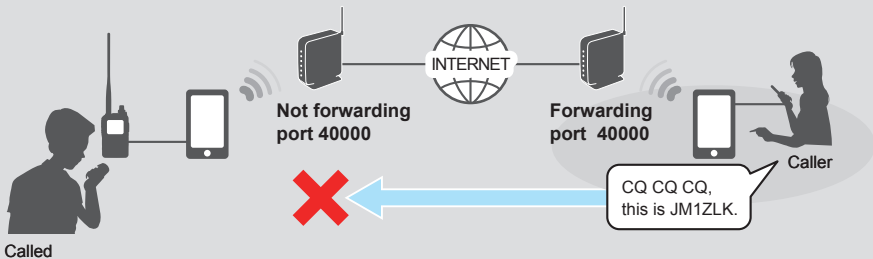 INTERNET
Not forwarding
port 40000
Forwarding
port 40000
Caller
CQ CQ CQ,
this is JM1ZLK.
Called